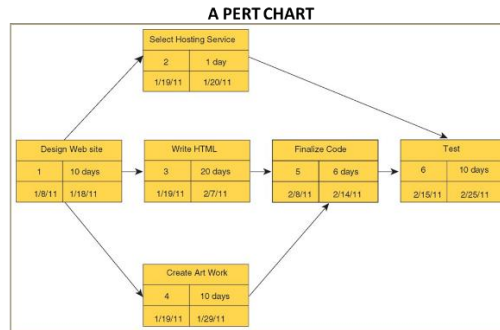 A PERT CHART
Select Hosting Service
2 1 day
1/19/11 1/20/11
Design Web site
1 10 days
1/8/11 1/18/11
Write HTML
3 20 days
1/19/11 2/7/11
Finalize Code
5 6 days
2/8/11 2/14/11
Test
6 10 days
2/15/11 2/25/11
Create Art Work
4 10 days
1/19/11 1/29/11